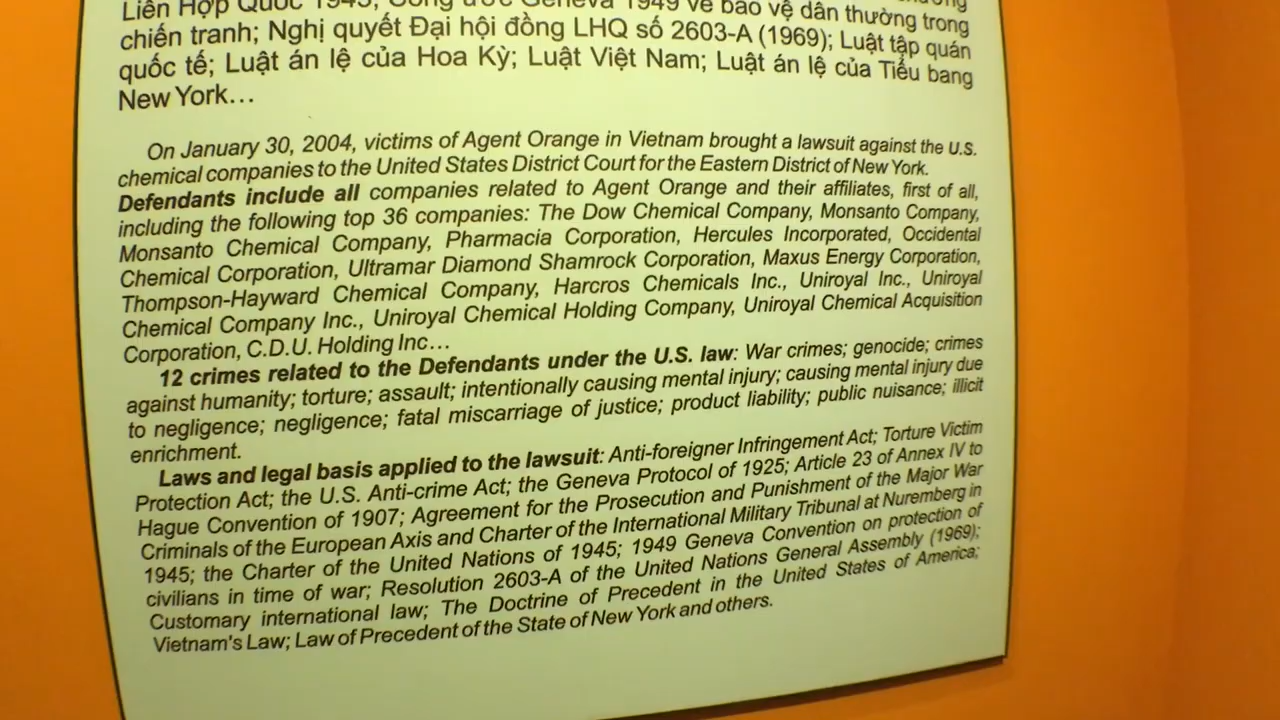 Liên Hợp Quốc 1945; Công ước Geneva 1949 về bảo vệ dân thường trong
chiến tranh; Nghị quyết Đại hội đồng LHQ số 2603-A (1969); Luật tập quán
quốc tế; Luật án lệ của Hoa Kỳ; Luật Việt Nam; Luật án lệ của Tiểu bang
New York…
On January 30, 2004, victims of Agent Orange in Vietnam brought a lawsuit against the U.S.
chemical companies to the United States District Court for the Eastern District of New York.
Defendants include all companies related to Agent Orange and their affiliates, first of all,
including the following top 36 companies: The Dow Chemical Company, Monsanto Company,
Monsanto Chemical Company, Pharmacia Corporation, Hercules Incorporated, Occidental
Chemical Corporation, Ultramar Diamond Shamrock Corporation, Maxus Energy Corporation,
Thompson-Hayward Chemical Company, Harcros Chemicals Inc., Uniroyal Inc., Uniroyal
Chemical Company Inc., Uniroyal Chemical Holding Company, Uniroyal Chemical Acquisition
Corporation, C.D.U. Holding Inc…
12 crimes related to the Defendants under the U.S. law: War crimes; genocide; crimes
against humanity; torture; assault; intentionally causing mental injury; causing mental injury due
to negligence; negligence; fatal miscarriage of justice; product liability; public nuisance; illicit
enrichment.
Laws and legal basis applied to the lawsuit: Anti-foreigner Infringement Act; Torture Victim
Protection Act; the U.S. Anti-crime Act; the Geneva Protocol of 1925; Article 23 of Annex IV to
Hague Convention of 1907; Agreement for the Prosecution and Punishment of the Major War
Criminals of the European Axis and Charter of the International Military Tribunal at Nuremberg in
1945; the Charter of the United Nations of 1945; 1949 Geneva Convention on protection of
civilians in time of war; Resolution 2603-A of the United Nations General Assembly (1969);
Customary international law; The Doctrine of Precedent in the United States of America;
Vietnam's Law; Law of Precedent of the State of New York and others.